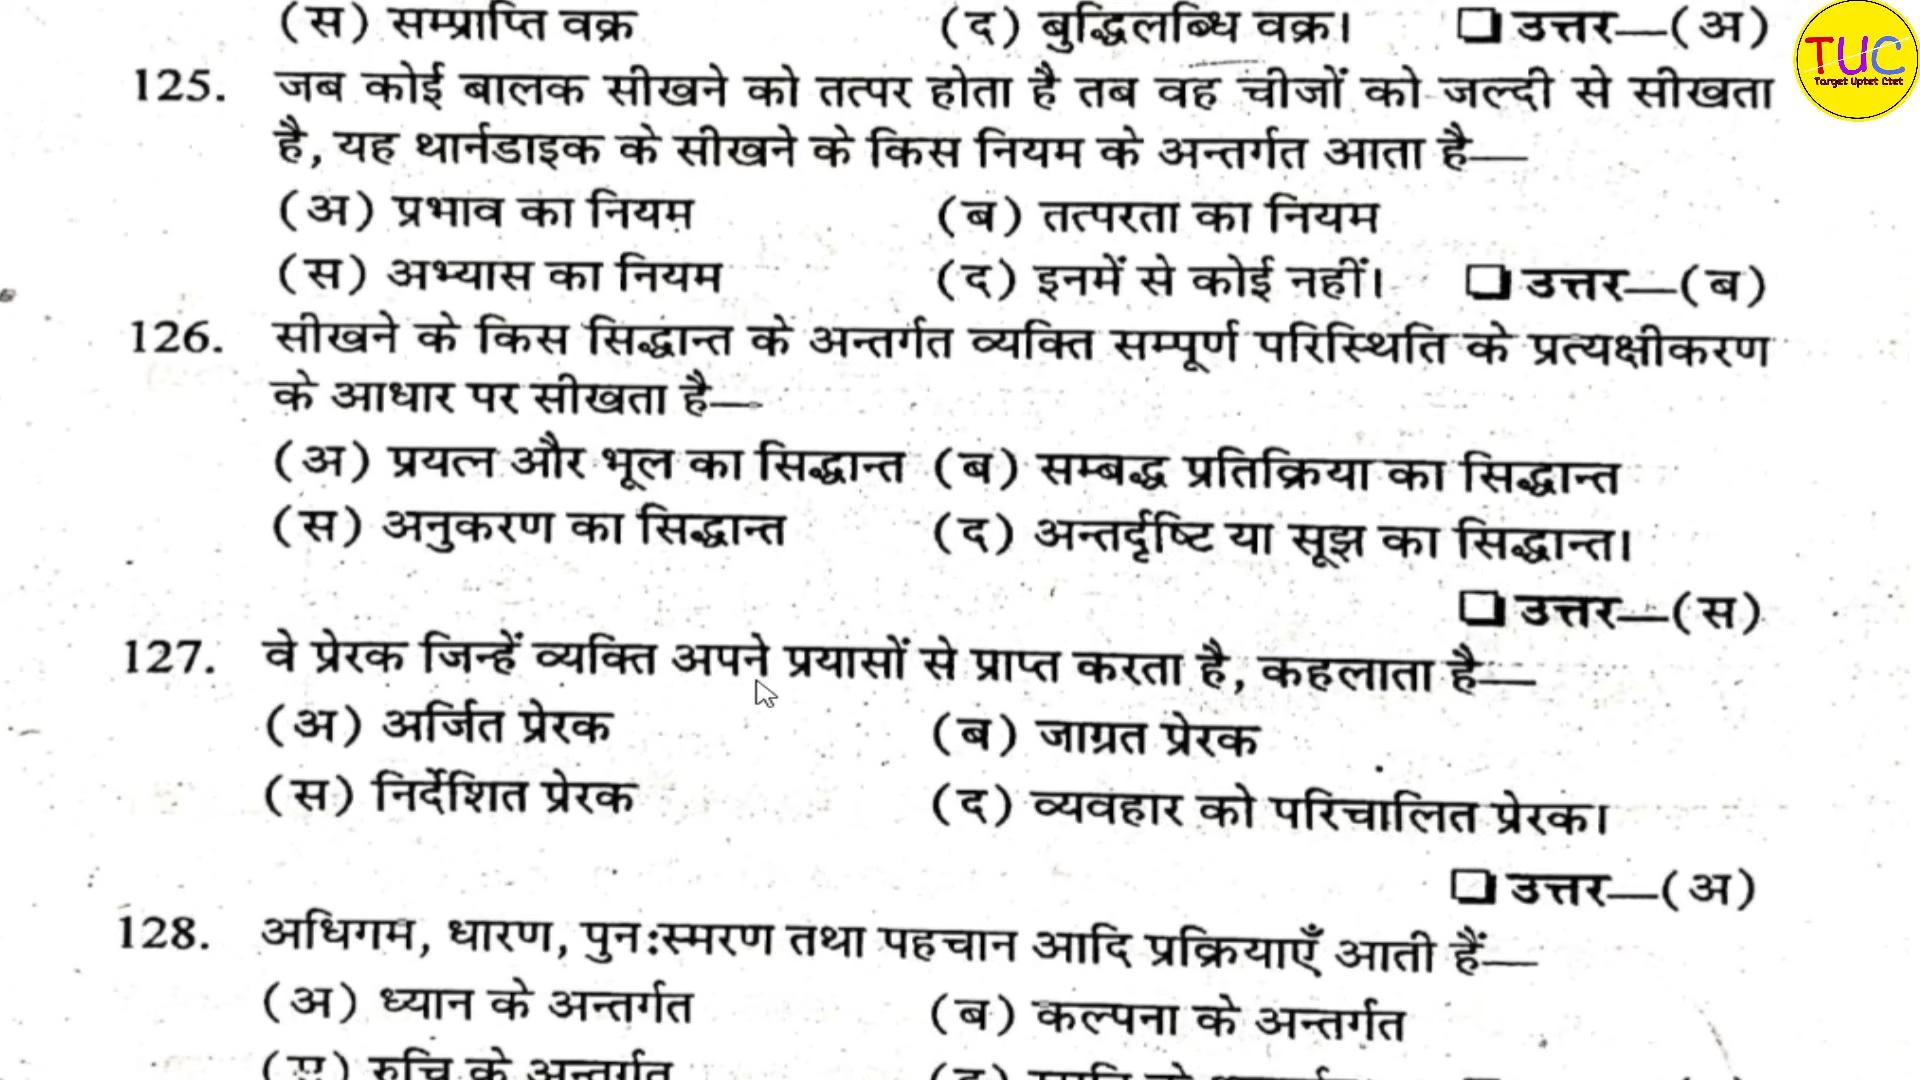 (स) सम्प्राप्ति वक्र (द) बुद्धिलब्धि वक्र। ❑ उत्तर—(अ)
TUC
Target Uptet Ctet
125. जब कोई बालक सीखने को तत्पर होता है तब वह चीजों को जल्दी से सीखता
है, यह थार्नडाइक के सीखने के किस नियम के अन्तर्गत आता है—
(अ) प्रभाव का नियम (ब) तत्परता का नियम
(स) अभ्यास का नियम (द) इनमें से कोई नहीं। ❑ उत्तर—(ब)
126. सीखने के किस सिद्धान्त के अन्तर्गत व्यक्ति सम्पूर्ण परिस्थिति के प्रत्यक्षीकरण
के आधार पर सीखता है—
(अ) प्रयत्न और भूल का सिद्धान्त (ब) सम्बद्ध प्रतिक्रिया का सिद्धान्त
(स) अनुकरण का सिद्धान्त (द) अन्तर्दृष्टि या सूझ का सिद्धान्त।
❑ उत्तर—(स)
127. वे प्रेरक जिन्हें व्यक्ति अपने प्रयासों से प्राप्त करता है, कहलाता है—
(अ) अर्जित प्रेरक (ब) जाग्रत प्रेरक
(स) निर्देशित प्रेरक (द) व्यवहार को परिचालित प्रेरक।
❑ उत्तर—(अ)
128. अधिगम, धारण, पुन:स्मरण तथा पहचान आदि प्रक्रियाएँ आती हैं—
(अ) ध्यान के अन्तर्गत (ब) कल्पना के अन्तर्गत
(स) रुचि के अन्तर्गत